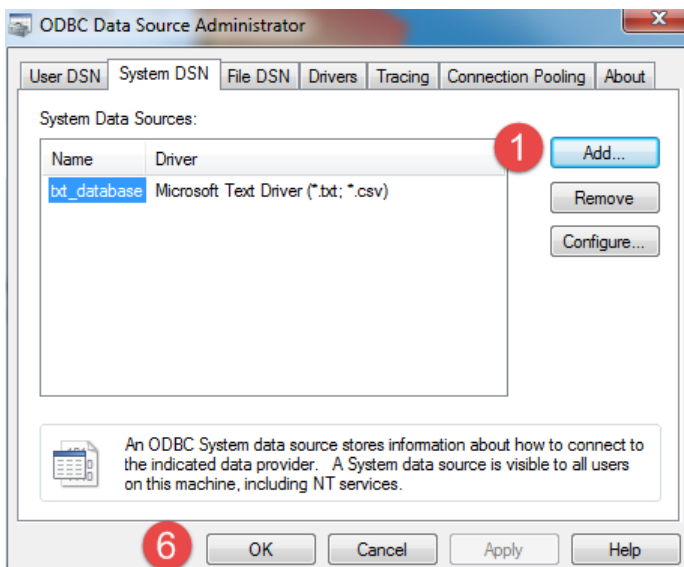 ODBC Data Source Administrator
x
User DSN System DSN File DSN Drivers Tracing Connection Pooling About
System Data Sources:
Name Driver
txt_database Microsoft Text Driver (*.txt; *.csv)
1
Add...
Remove
Configure...
An ODBC System data source stores information about how to connect to
the indicated data provider. A System data source is visible to all users
on this machine, including NT services.
6 OK Cancel Apply Help